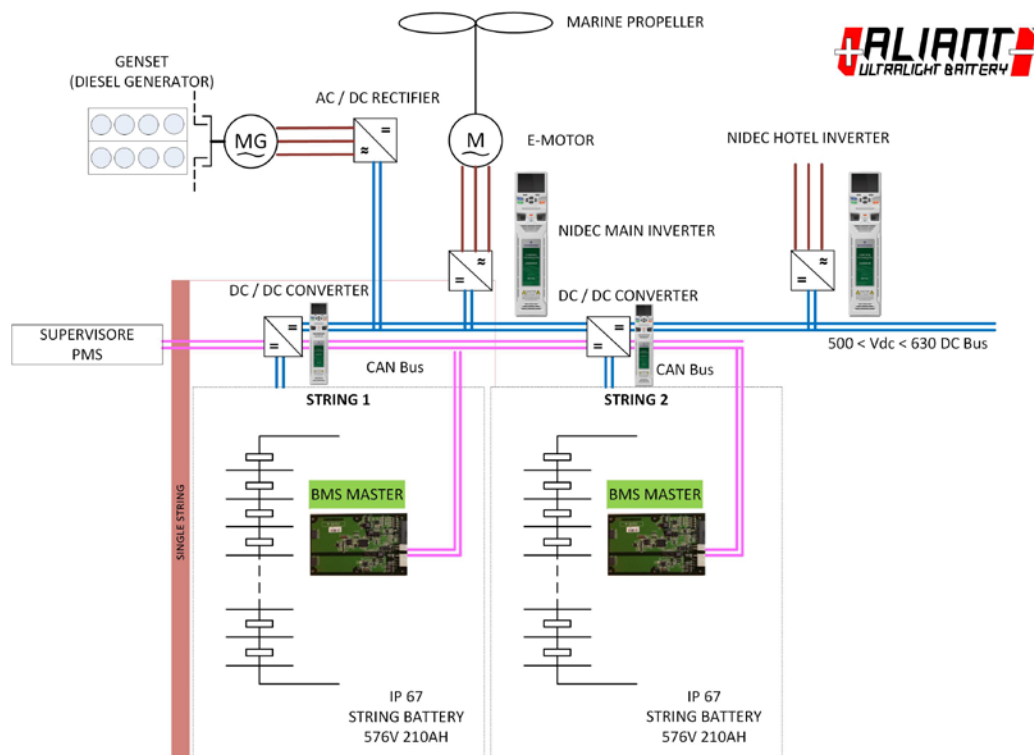 MARINE PROPELLER
ALIANT
ULTRALIGHT BATTERY
GENSET
(DIESEL GENERATOR)
AC / DC RECTIFIER
MG
M
E-MOTOR
NIDEC HOTEL INVERTER
NIDEC MAIN INVERTER
DC / DC CONVERTER
DC / DC CONVERTER
SUPERVISORE
PMS
500 < Vdc < 630 DC Bus
CAN Bus
CAN Bus
STRING 1
STRING 2
SINGLE STRING
BMS MASTER
BMS MASTER
IP 67
STRING BATTERY
576V 210AH
IP 67
STRING BATTERY
576V 210AH